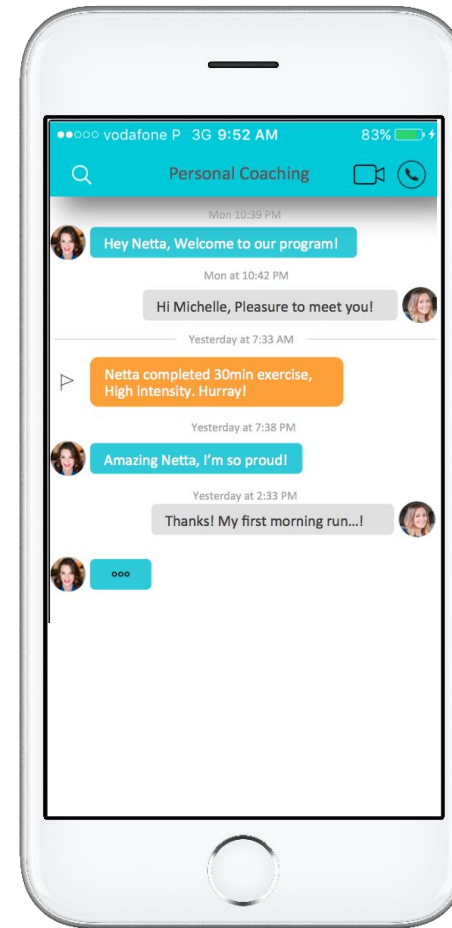 vodafone P 3G 9:52 AM 83%
Personal Coaching
Mon 10:39 PM
Hey Netta, Welcome to our program!
Mon at 10:42 PM
Hi Michelle, Pleasure to meet you!
Yesterday at 7:33 AM
Netta completed 30min exercise,
High intensity. Hurray!
Yesterday at 7:38 PM
Amazing Netta, I'm so proud!
Yesterday at 2:33 PM
Thanks! My first morning run...!
ooo